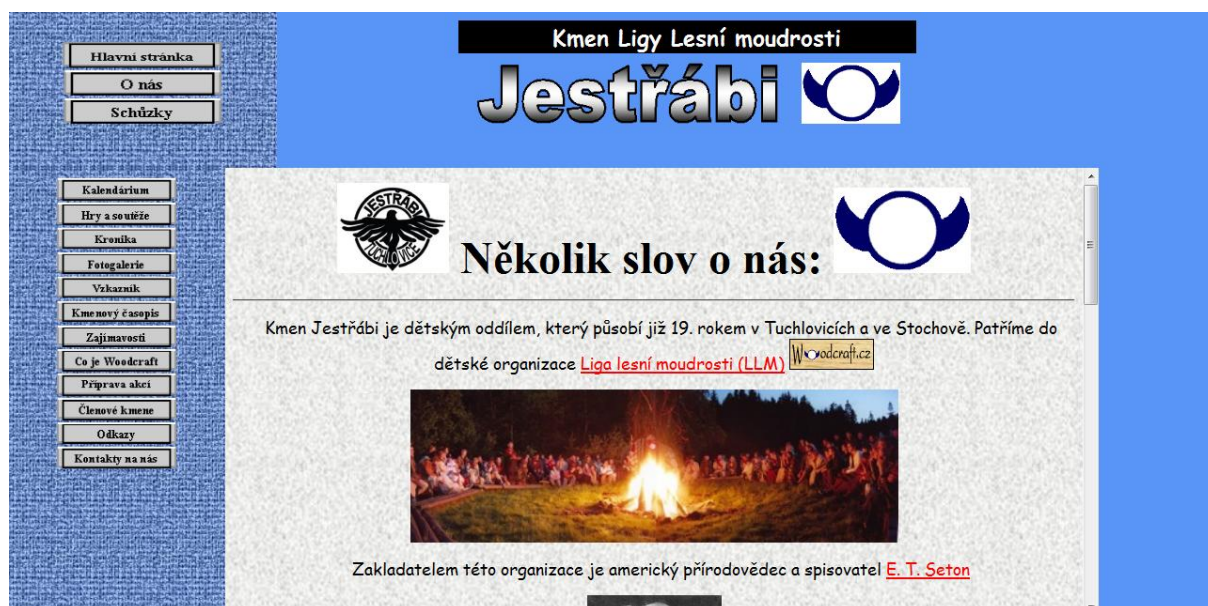 Kmen Ligy Lesní moudrosti
Jestřábi
Hlavní stránka
O nás
Schůzky
Kalendárium
Hry a soutěže
Kronika
Fotogalerie
Vzkazník
Kmenový časopis
Zajímavosti
Co je Woodcraft
Příprava akcí
Členové kmene
Odkazy
Kontakty na nás
JESTŘÁBI
TUCHLOVICE
Několik slov o nás:
Kmen Jestřábi je dětským oddílem, který působí již 19. rokem v Tuchlovicích a ve Stochově. Patříme do
dětské organizace Liga lesní moudrosti (LLM) Woodcraft.cz
Zakladatelem této organizace je americký přírodovědec a spisovatel E. T. Seton